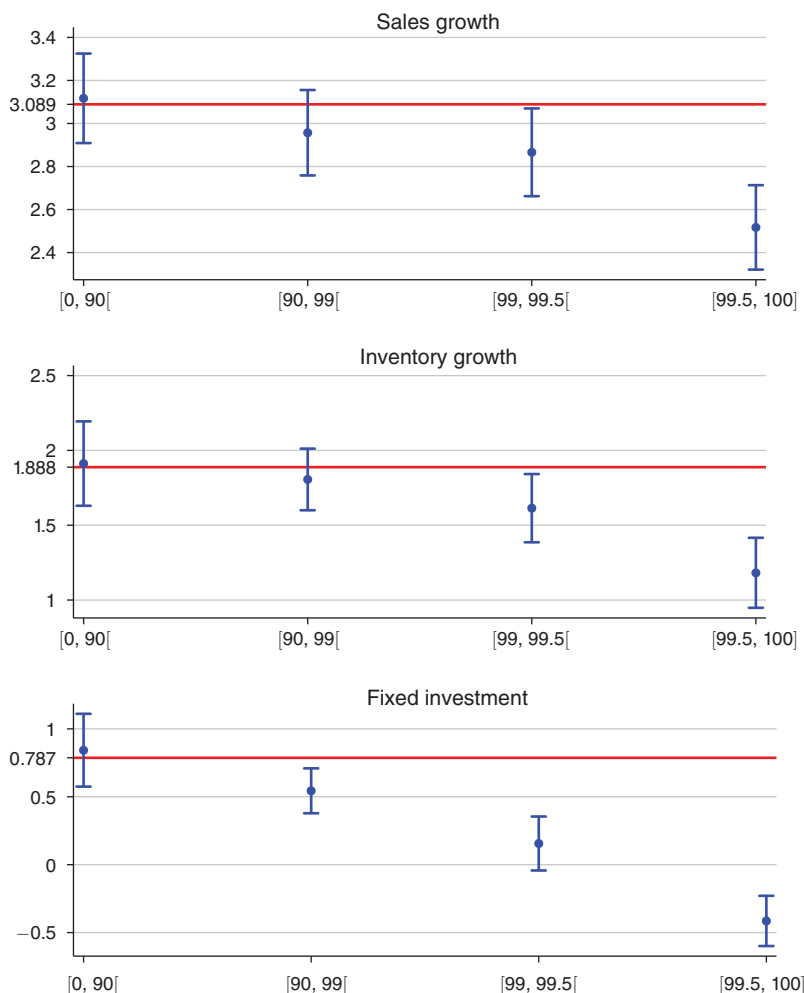 Sales growth
3.4
3.2
3.089
3
2.8
2.6
2.4
[0, 90[ [90, 99[ [99, 99.5[ [99.5, 100]
Inventory growth
2.5
2
1.888
1.5
1
[0, 90[ [90, 99[ [99, 99.5[ [99.5, 100]
Fixed investment
1
0.787
0.5
0
−0.5
[0, 90[ [90, 99[ [99, 99.5[ [99.5, 100]